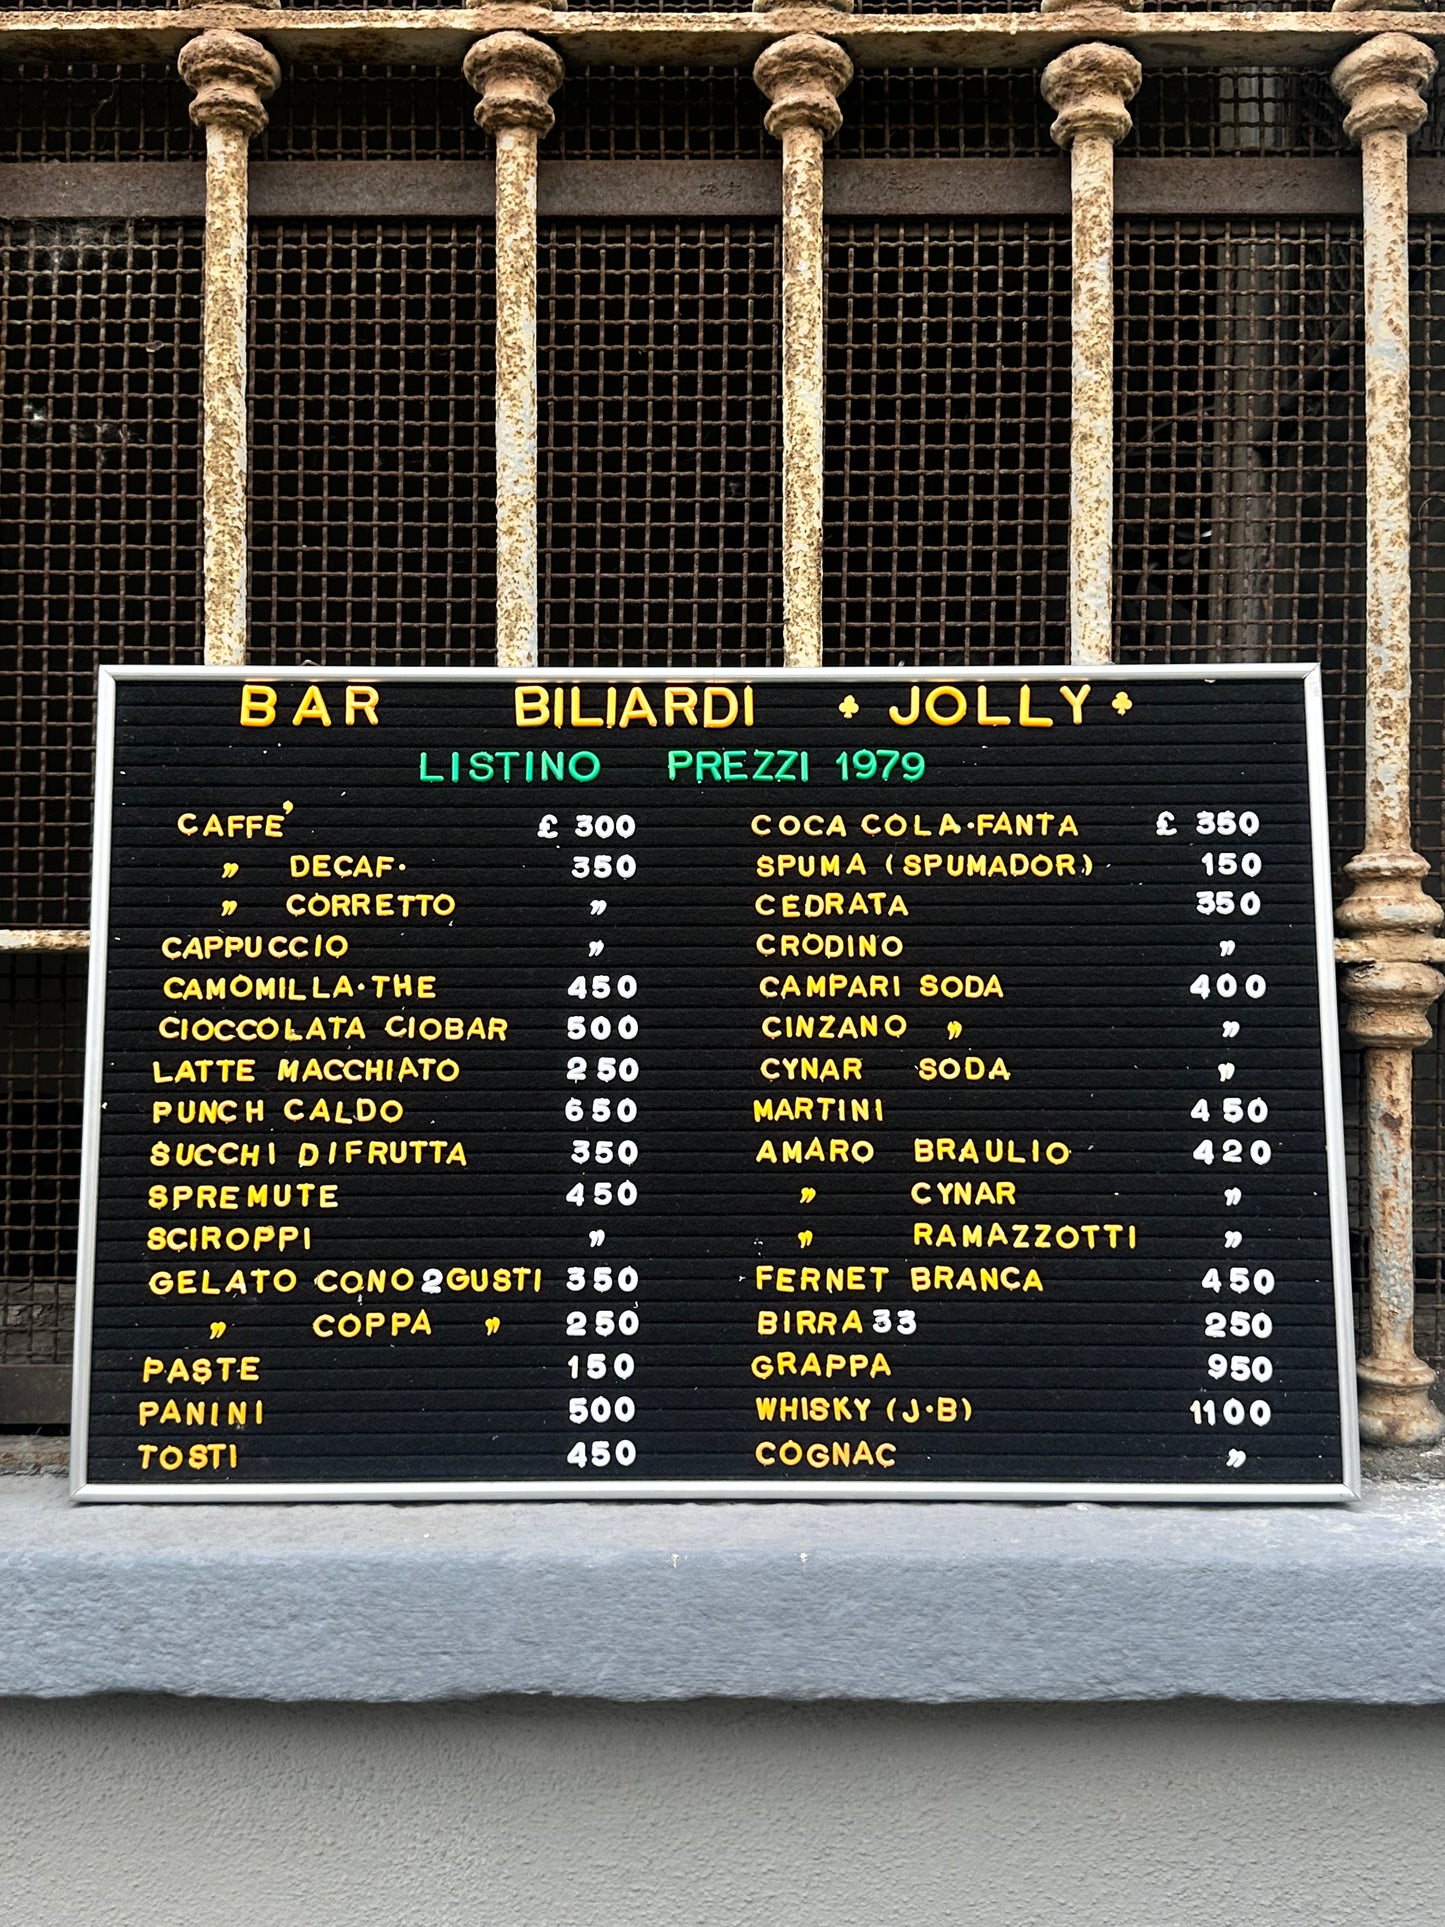 BAR BILIARDI ♣ JOLLY ♣
LISTINO PREZZI 1979
CAFFE' £ 300
" DECAF. 350
" CORRETTO "
CAPPUCCIO "
CAMOMILLA·THE 450
CIOCCOLATA CIOBAR 500
LATTE MACCHIATO 250
PUNCH CALDO 650
SUCCHI DI FRUTTA 350
SPREMUTE 450
SCIROPPI "
GELATO CONO 2 GUSTI 350
" COPPA " 250
PASTE 150
PANINI 500
TOSTI 450
COCA COLA·FANTA £ 350
SPUMA (SPUMADOR) 150
CEDRATA 350
CRODINO "
CAMPARI SODA 400
CINZANO " "
CYNAR SODA "
MARTINI 450
AMARO BRAULIO 420
" CYNAR "
" RAMAZZOTTI "
FERNET BRANCA 450
BIRRA 33 250
GRAPPA 950
WHISKY (J·B) 1100
COGNAC "